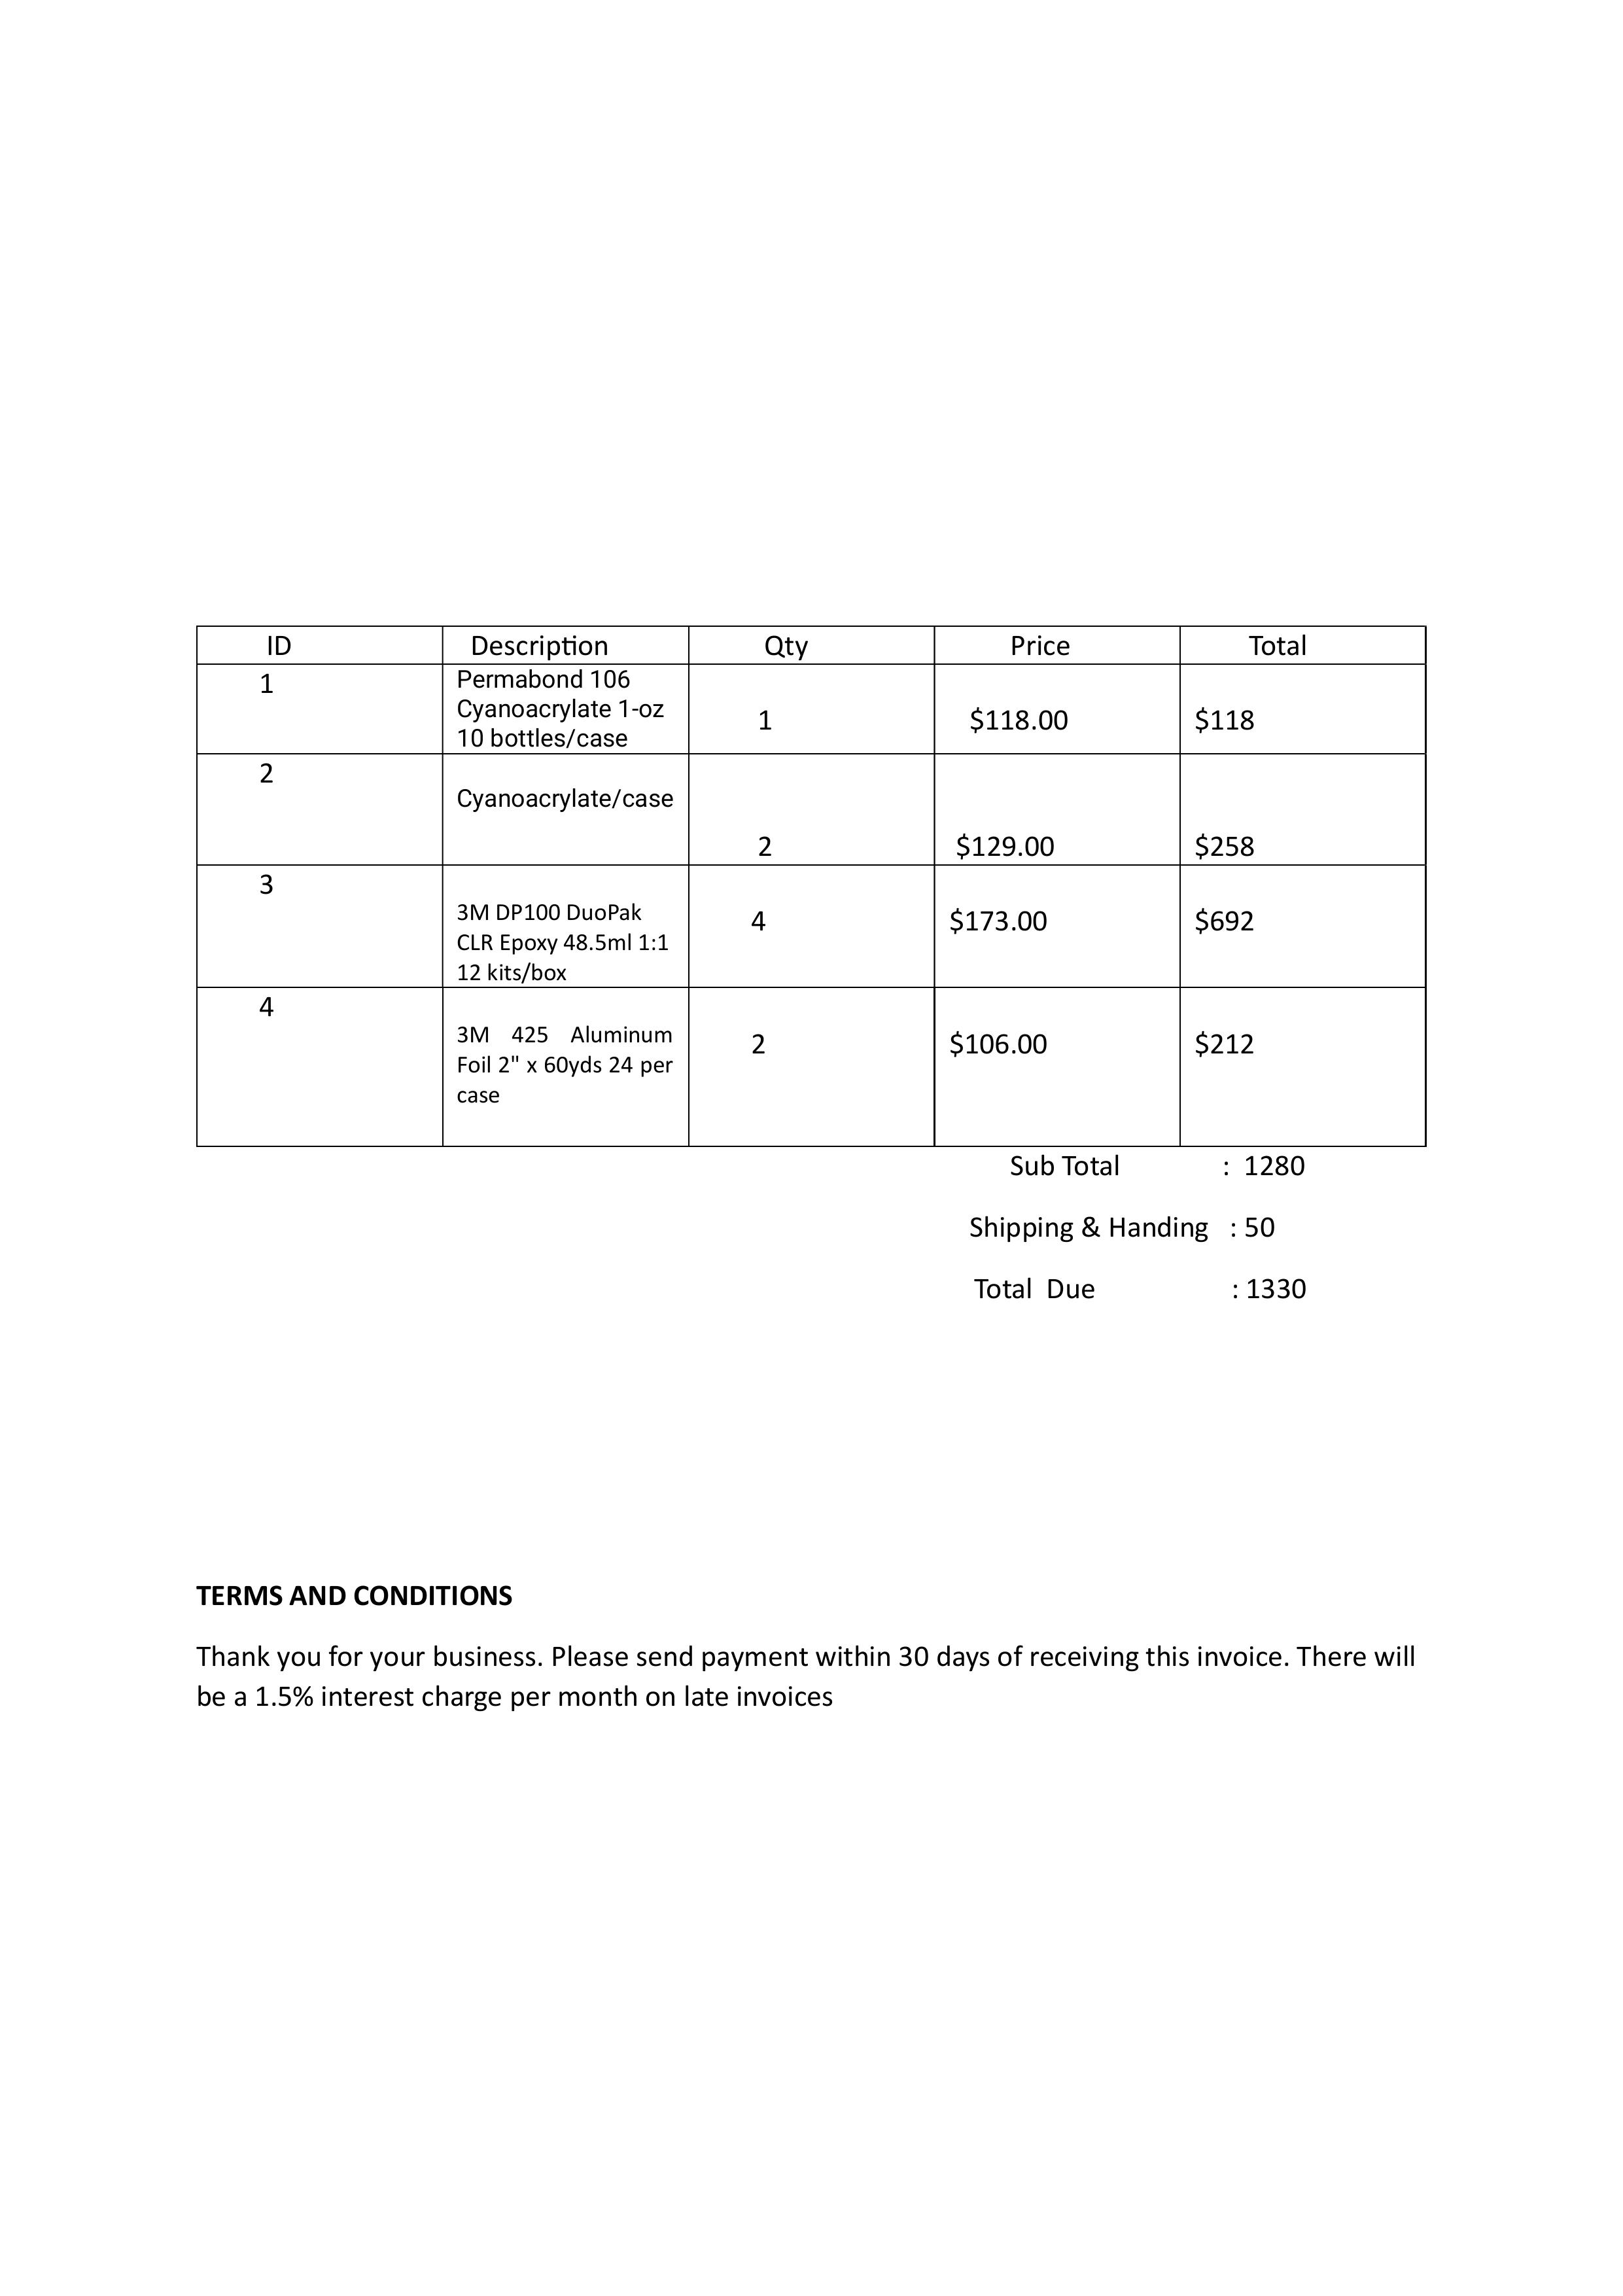 ID Description Qty Price Total
1 Permabond 106
Cyanoacrylate 1-oz
10 bottles/case
1 $118.00 $118
2
Cyanoacrylate/case
2 $129.00 $258
3
3M DP100 DuoPak
CLR Epoxy 48.5ml 1:1
12 kits/box
4 $173.00 $692
4
3M 425 Aluminum
Foil 2" x 60yds 24 per
case
2 $106.00 $212
Sub Total : 1280
Shipping & Handing : 50
Total Due : 1330
TERMS AND CONDITIONS
Thank you for your business. Please send payment within 30 days of receiving this invoice. There will
be a 1.5% interest charge per month on late invoices